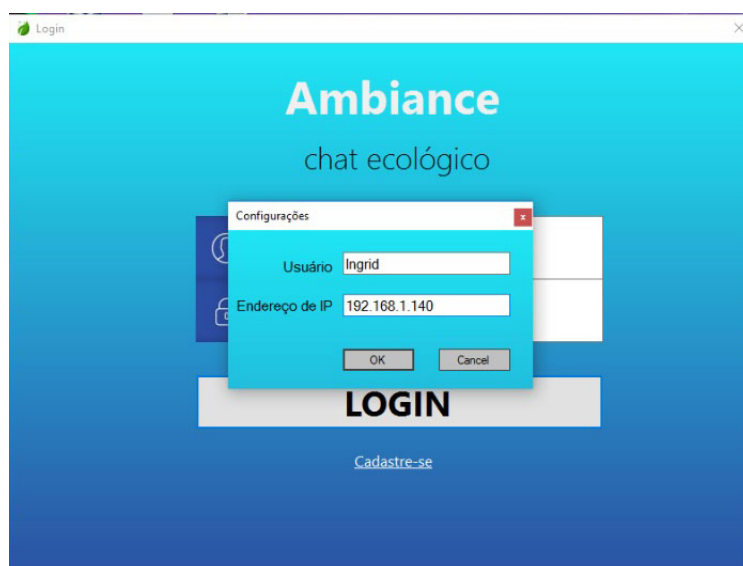 Login
Ambiance
chat ecológico
Configurações
x
Usuário Ingrid
Endereço de IP 192.168.1.140
OK Cancel
LOGIN
Cadastre-se